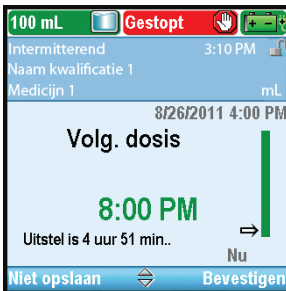 100 mL Gestopt
Intermitterend 3:10 PM
Naam kwalificatie 1
Medicijn 1 mL
8/26/2011 4:00 PM
Volg. dosis
8:00 PM
Uitstel is 4 uur 51 min..
Nu
Niet opslaan Bevestigen